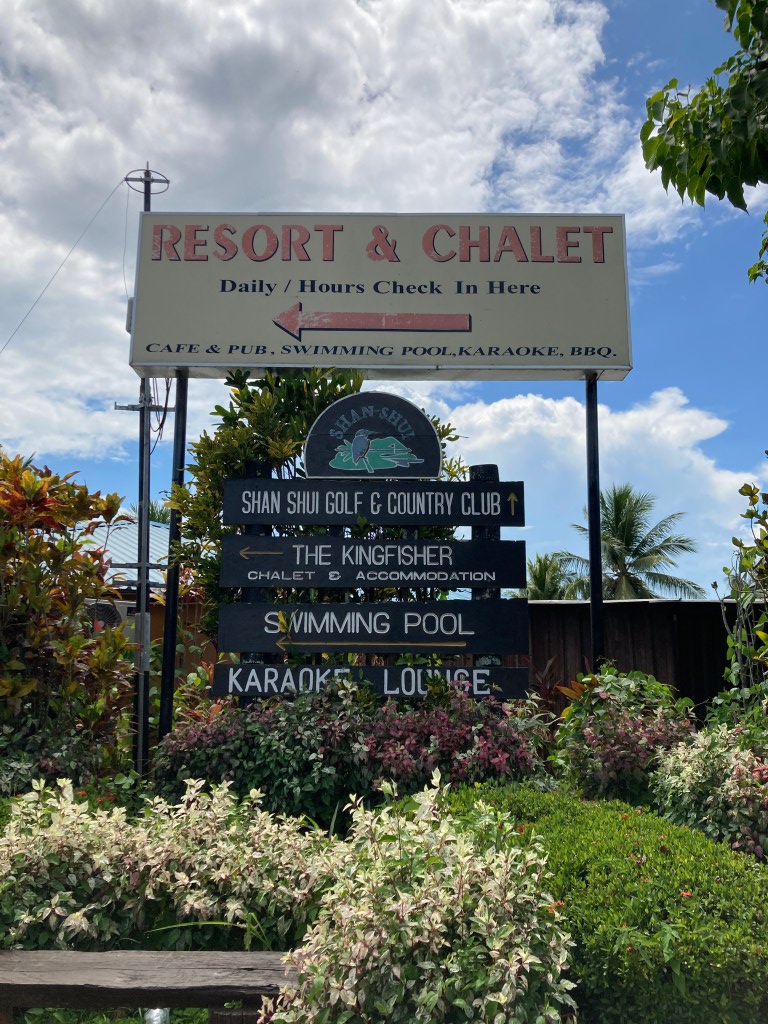 RESORT & CHALET
Daily / Hours Check In Here
CAFE & PUB, SWIMMING POOL,KARAOKE, BBQ.
SHAN-SHUI
SHAN SHUI GOLF & COUNTRY CLUB
THE KINGFISHER
CHALET & ACCOMMODATION
SWIMMING POOL
KARAOKE LOUNGE